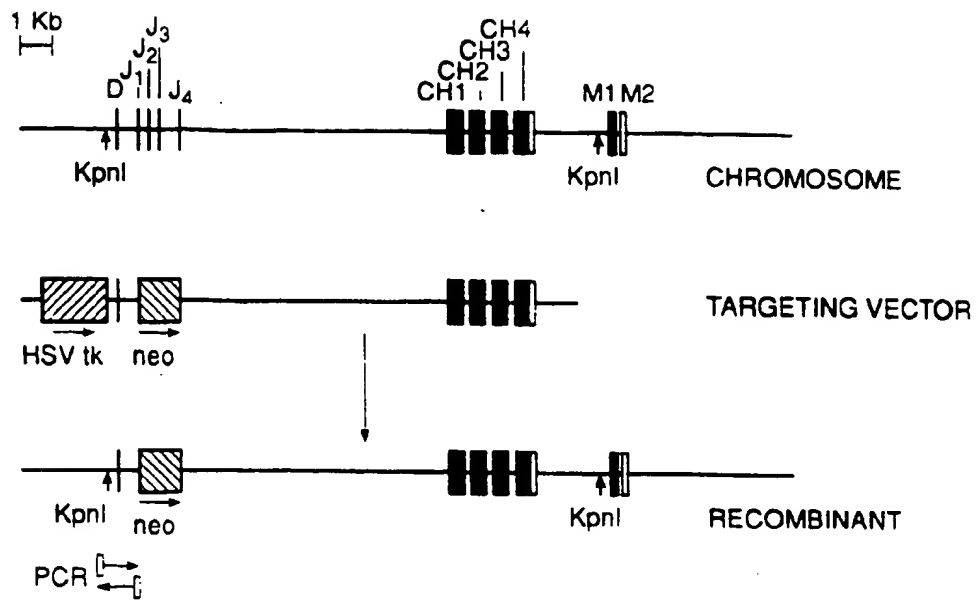 1 Kb
D J1 J2 J3 J4
CH1 CH2 CH3 CH4
M1 M2
KpnI
KpnI
CHROMOSOME
TARGETING VECTOR
HSV tk
neo
KpnI
neo
KpnI
RECOMBINANT
PCR